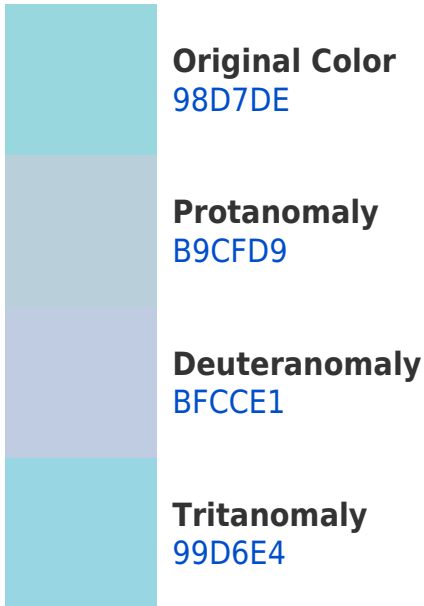 Original Color
98D7DE
Protanomaly
B9CFD9
Deuteranomaly
BFCCE1
Tritanomaly
99D6E4